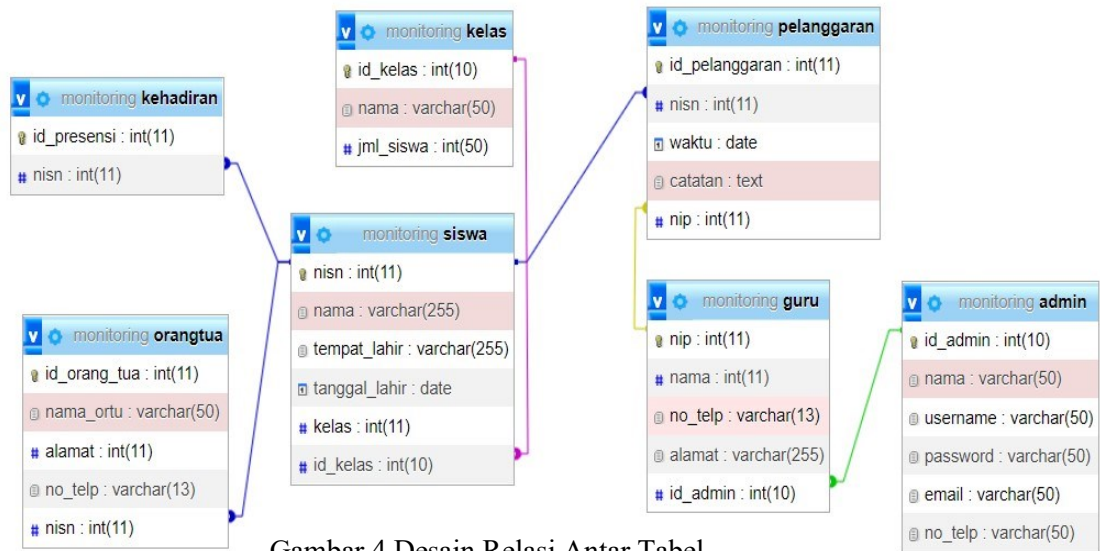 v monitoring kehadiran
id_presensi : int(11)
# nisn : int(11)
v monitoring orangtua
id_orang_tua : int(11)
nama_ortu : varchar(50)
# alamat : int(11)
no_telp : varchar(13)
# nisn : int(11)
v monitoring kelas
id_kelas : int(10)
nama : varchar(50)
# jml_siswa : int(50)
v monitoring siswa
nisn : int(11)
nama : varchar(255)
tempat_lahir : varchar(255)
tanggal_lahir : date
# kelas : int(11)
# id_kelas : int(10)
v monitoring pelanggaran
id_pelanggaran : int(11)
# nisn : int(11)
waktu : date
catatan : text
# nip : int(11)
v monitoring guru
nip : int(11)
# nama : int(11)
no_telp : varchar(13)
alamat : varchar(255)
# id_admin : int(10)
v monitoring admin
id_admin : int(10)
nama : varchar(50)
username : varchar(50)
password : varchar(50)
email : varchar(50)
no_telp : varchar(50)
Gambar 4 Desain Relasi Antar Tabel